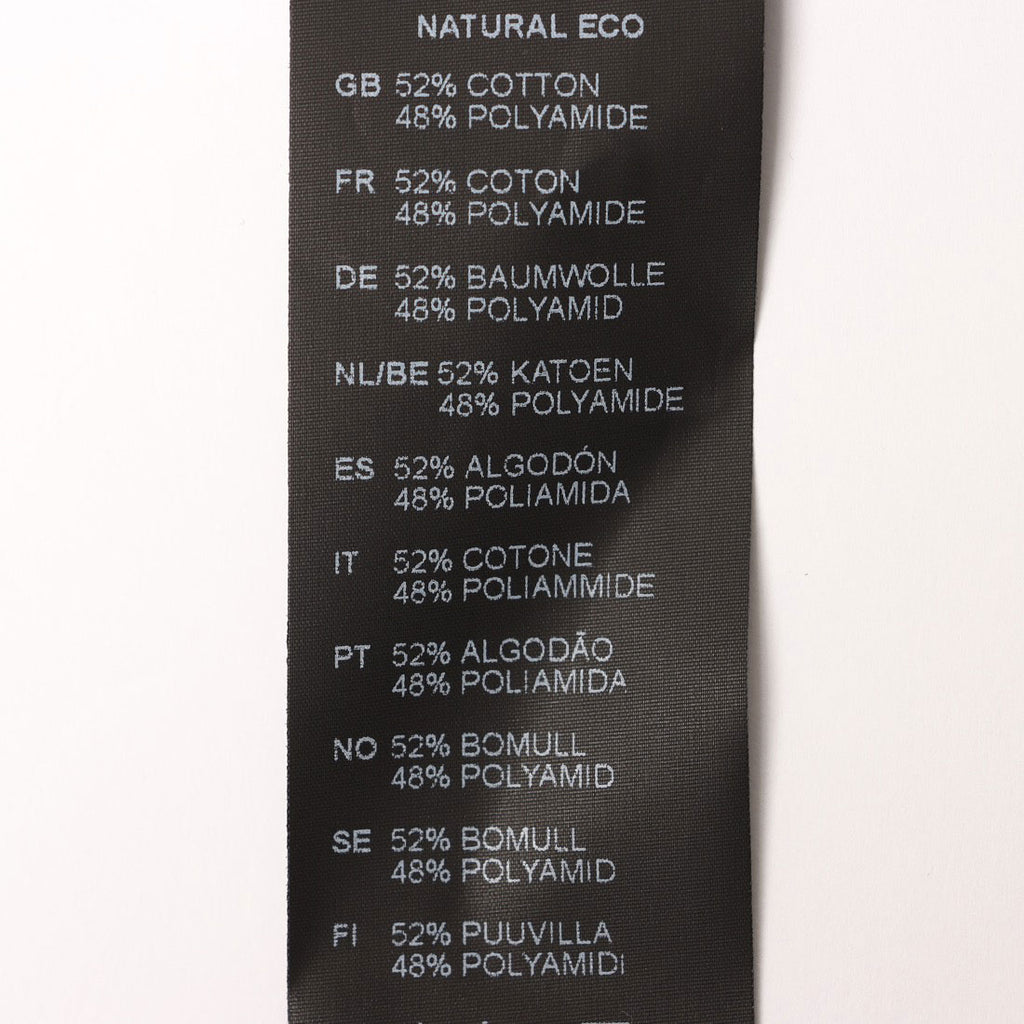 NATURAL ECO
GB 52% COTTON
48% POLYAMIDE
FR 52% COTON
48% POLYAMIDE
DE 52% BAUMWOLLE
48% POLYAMID
NL/BE 52% KATOEN
48% POLYAMIDE
ES 52% ALGODÓN
48% POLIAMIDA
IT 52% COTONE
48% POLIAMMIDE
PT 52% ALGODÃO
48% POLIAMIDA
NO 52% BOMULL
48% POLYAMID
SE 52% BOMULL
48% POLYAMID
FI 52% PUUVILLA
48% POLYAMIDI